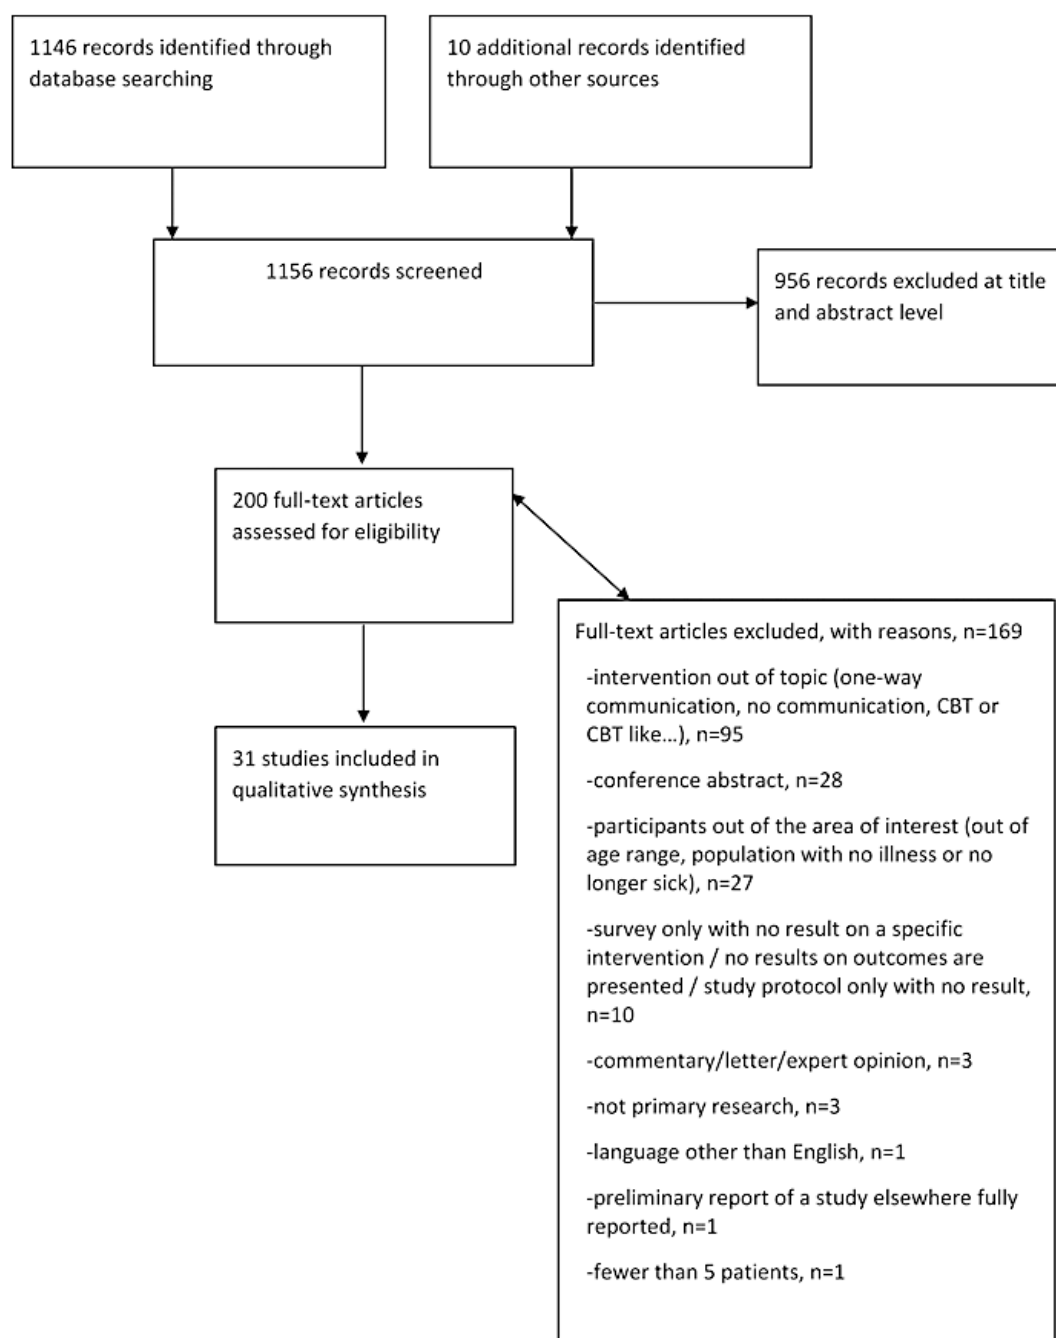 1146 records identified through
database searching
10 additional records identified
through other sources
1156 records screened
956 records excluded at title
and abstract level
200 full-text articles
assessed for eligibility
Full-text articles excluded, with reasons, n=169
-intervention out of topic (one-way
communication, no communication, CBT or
CBT like...), n=95
-conference abstract, n=28
-participants out of the area of interest (out of
age range, population with no illness or no
longer sick), n=27
-survey only with no result on a specific
intervention / no results on outcomes are
presented / study protocol only with no result,
n=10
-commentary/letter/expert opinion, n=3
-not primary research, n=3
-language other than English, n=1
-preliminary report of a study elsewhere fully
reported, n=1
-fewer than 5 patients, n=1
31 studies included in
qualitative synthesis